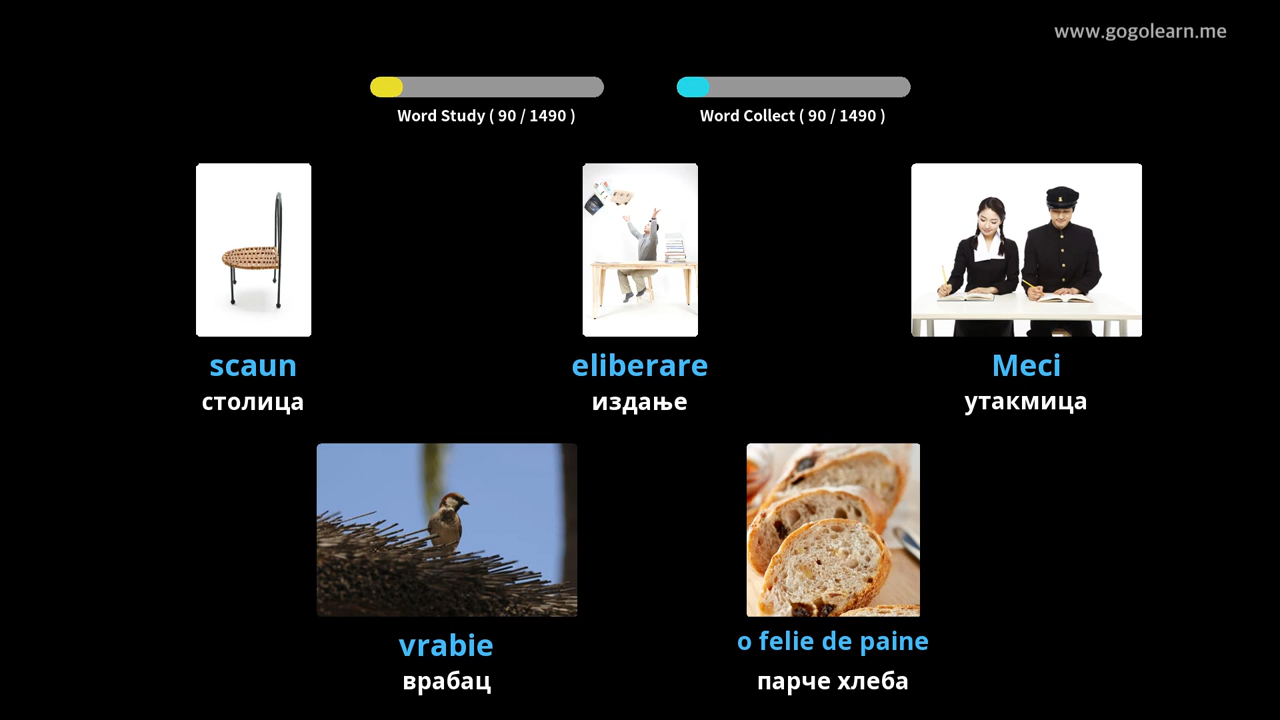 www.gogolearn.me
Word Study ( 90 / 1490 )
Word Collect ( 90 / 1490 )
scaun
столица
eliberare
издање
Meci
утакмица
vrabie
врабац
o felie de paine
парче хлеба